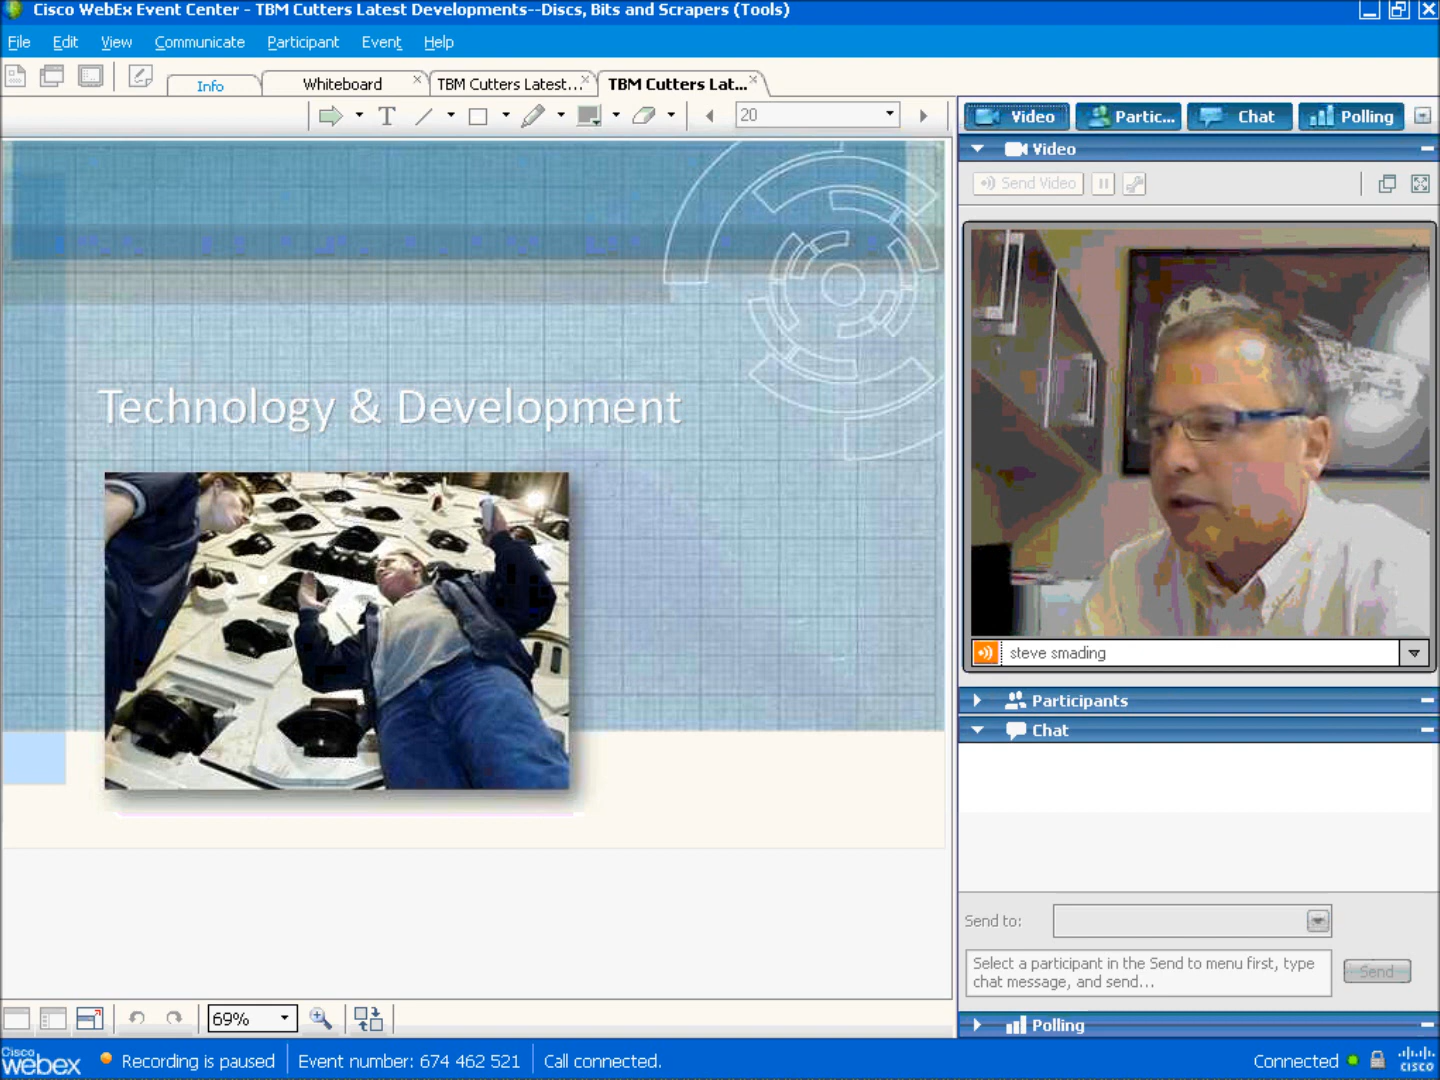 Cisco WebEx Event Center - TBM Cutters Latest Developments--Discs, Bits and Scrapers (Tools)
File Edit View Communicate Participant Event Help
Info Whiteboard TBM Cutters Latest... TBM Cutters Lat...
T 20
Video Partic... Chat Polling
Video
Send Video
Technology & Development
steve smading
Participants
Chat
Send to:
Select a participant in the Send to menu first, type
chat message, and send...
Send
69%
Polling
Cisco webex Recording is paused Event number: 674 462 521 Call connected. Connected cisco